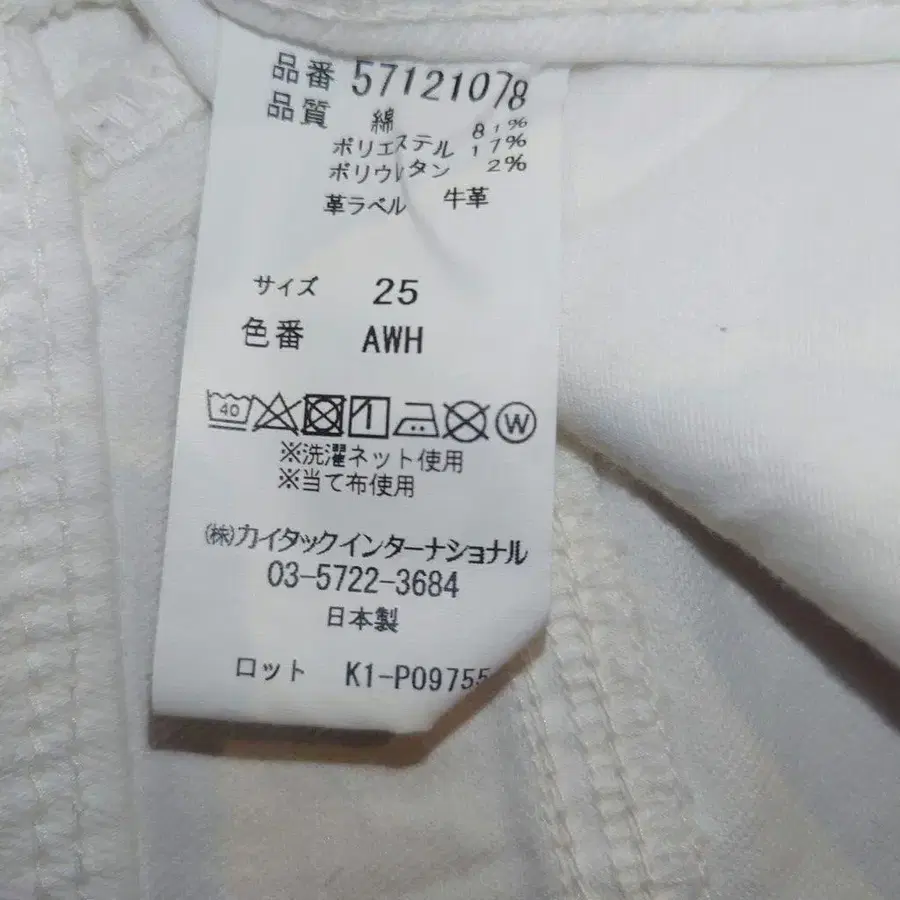 品番 57121078
品質 綿 81%
ポリエステル 17%
ポリウレタン 2%
革ラベル 牛革
サイズ 25
色番 AWH
40 W
※洗濯ネット使用
※当て布使用
(株)カイタックインターナショナル
03-5722-3684
日本製
ロット K1-P09755